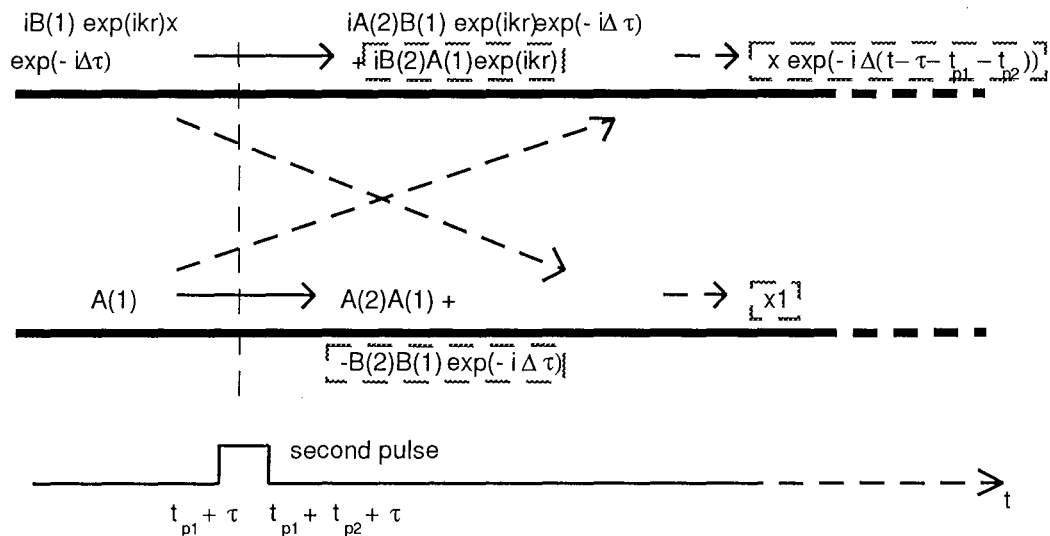 iB(1) exp(ikr)x
exp(- iΔτ)
iA(2)B(1) exp(ikr)exp(- iΔ τ)
+ iB(2)A(1)exp(ikr)
x exp(- i Δ(t- τ- t_p1 - t_p2))
A(1)
A(2)A(1) +
x1
-B(2)B(1) exp(- i Δ τ)
second pulse
t
t_p1 + τ
t_p1 + t_p2 + τ